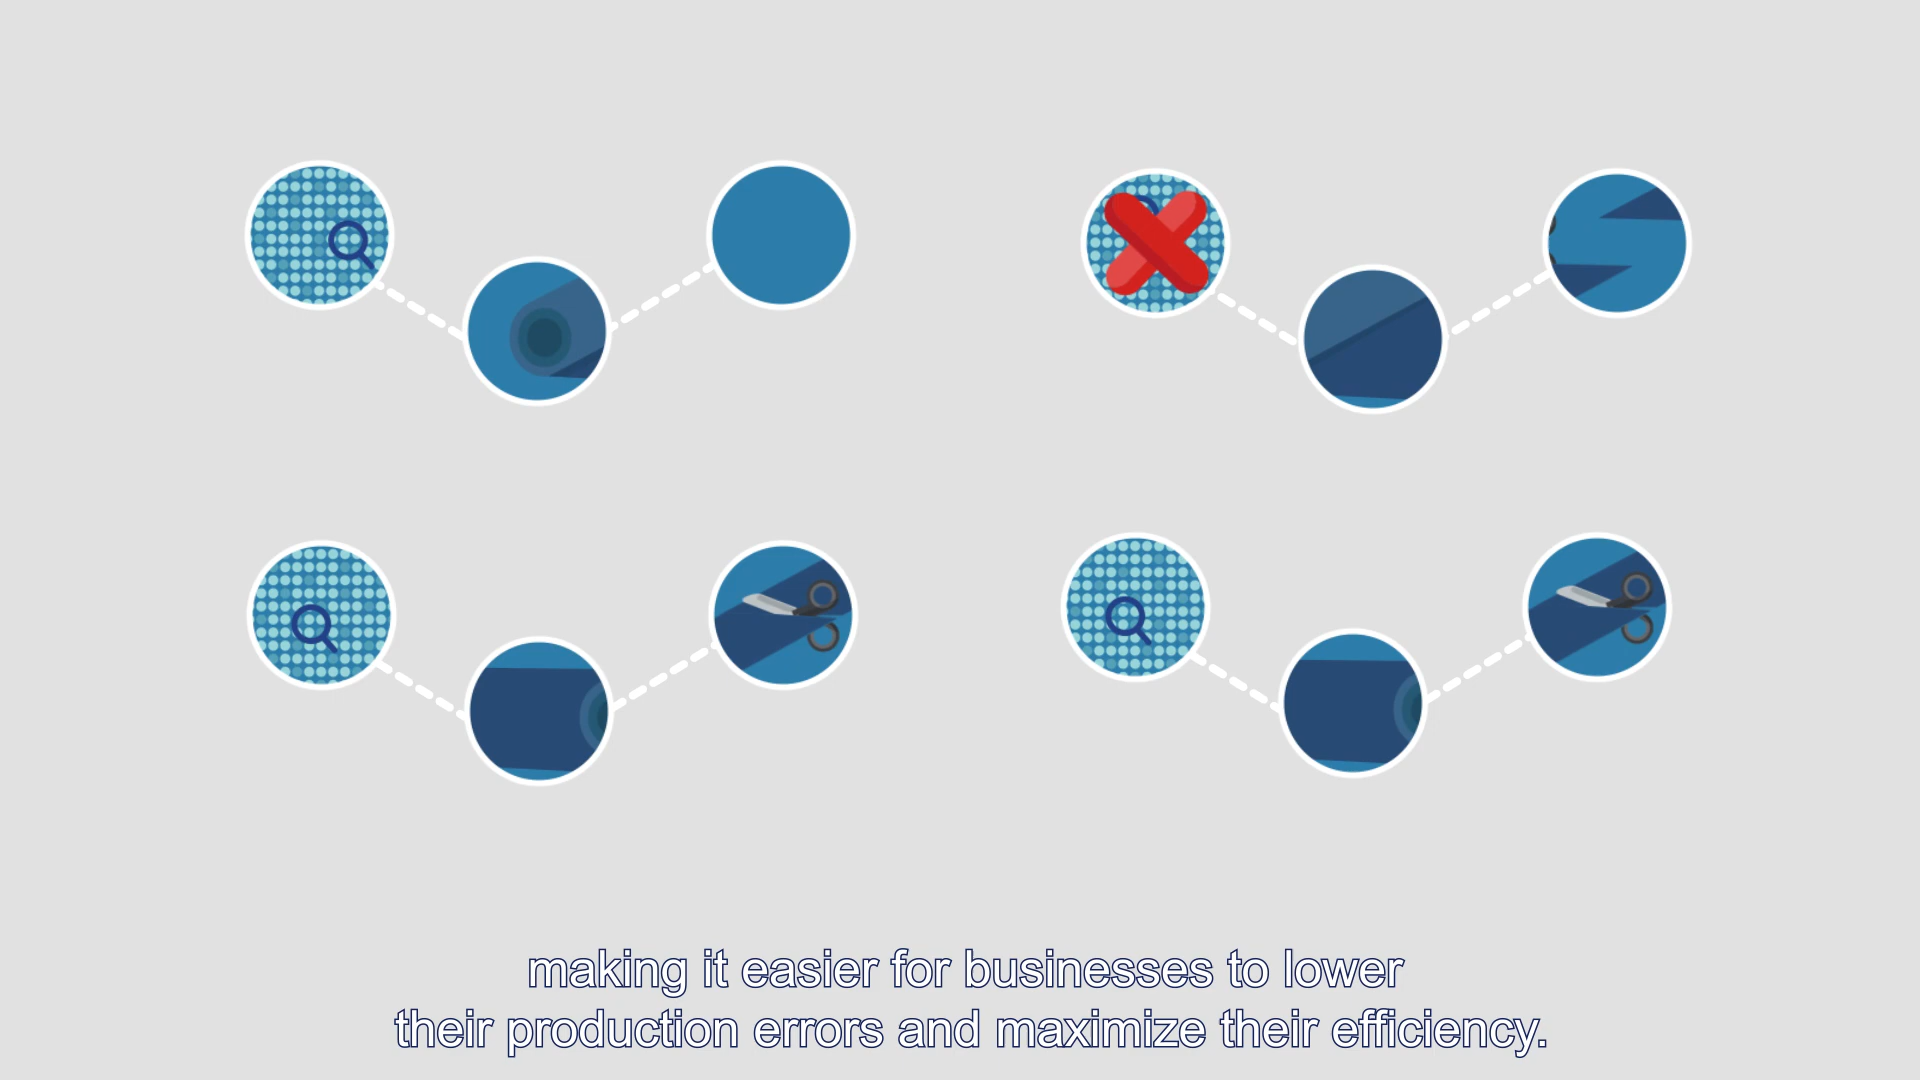 making it easier for businesses to lower
their production errors and maximize their efficiency.